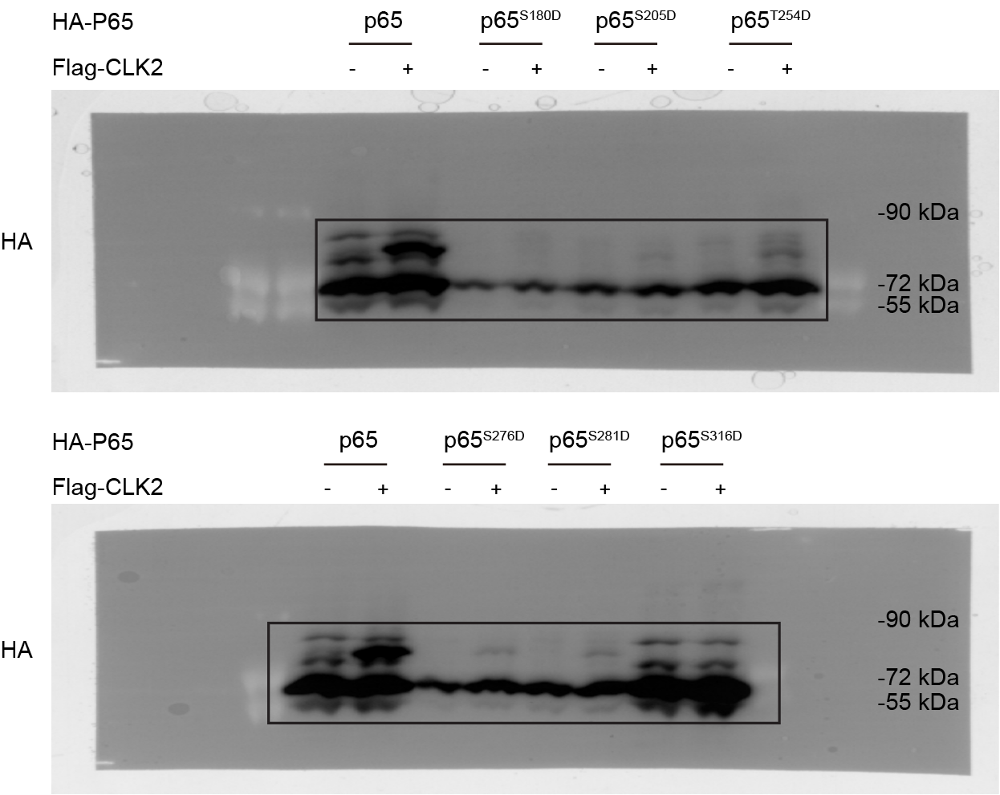 HA-P65 p65 p65S180D p65S205D p65T254D
Flag-CLK2 - + - + - + - +
-90 kDa
HA
-72 kDa
-55 kDa
HA-P65 p65 p65S276D p65S281D p65S316D
Flag-CLK2 - + - + - + - +
-90 kDa
HA
-72 kDa
-55 kDa